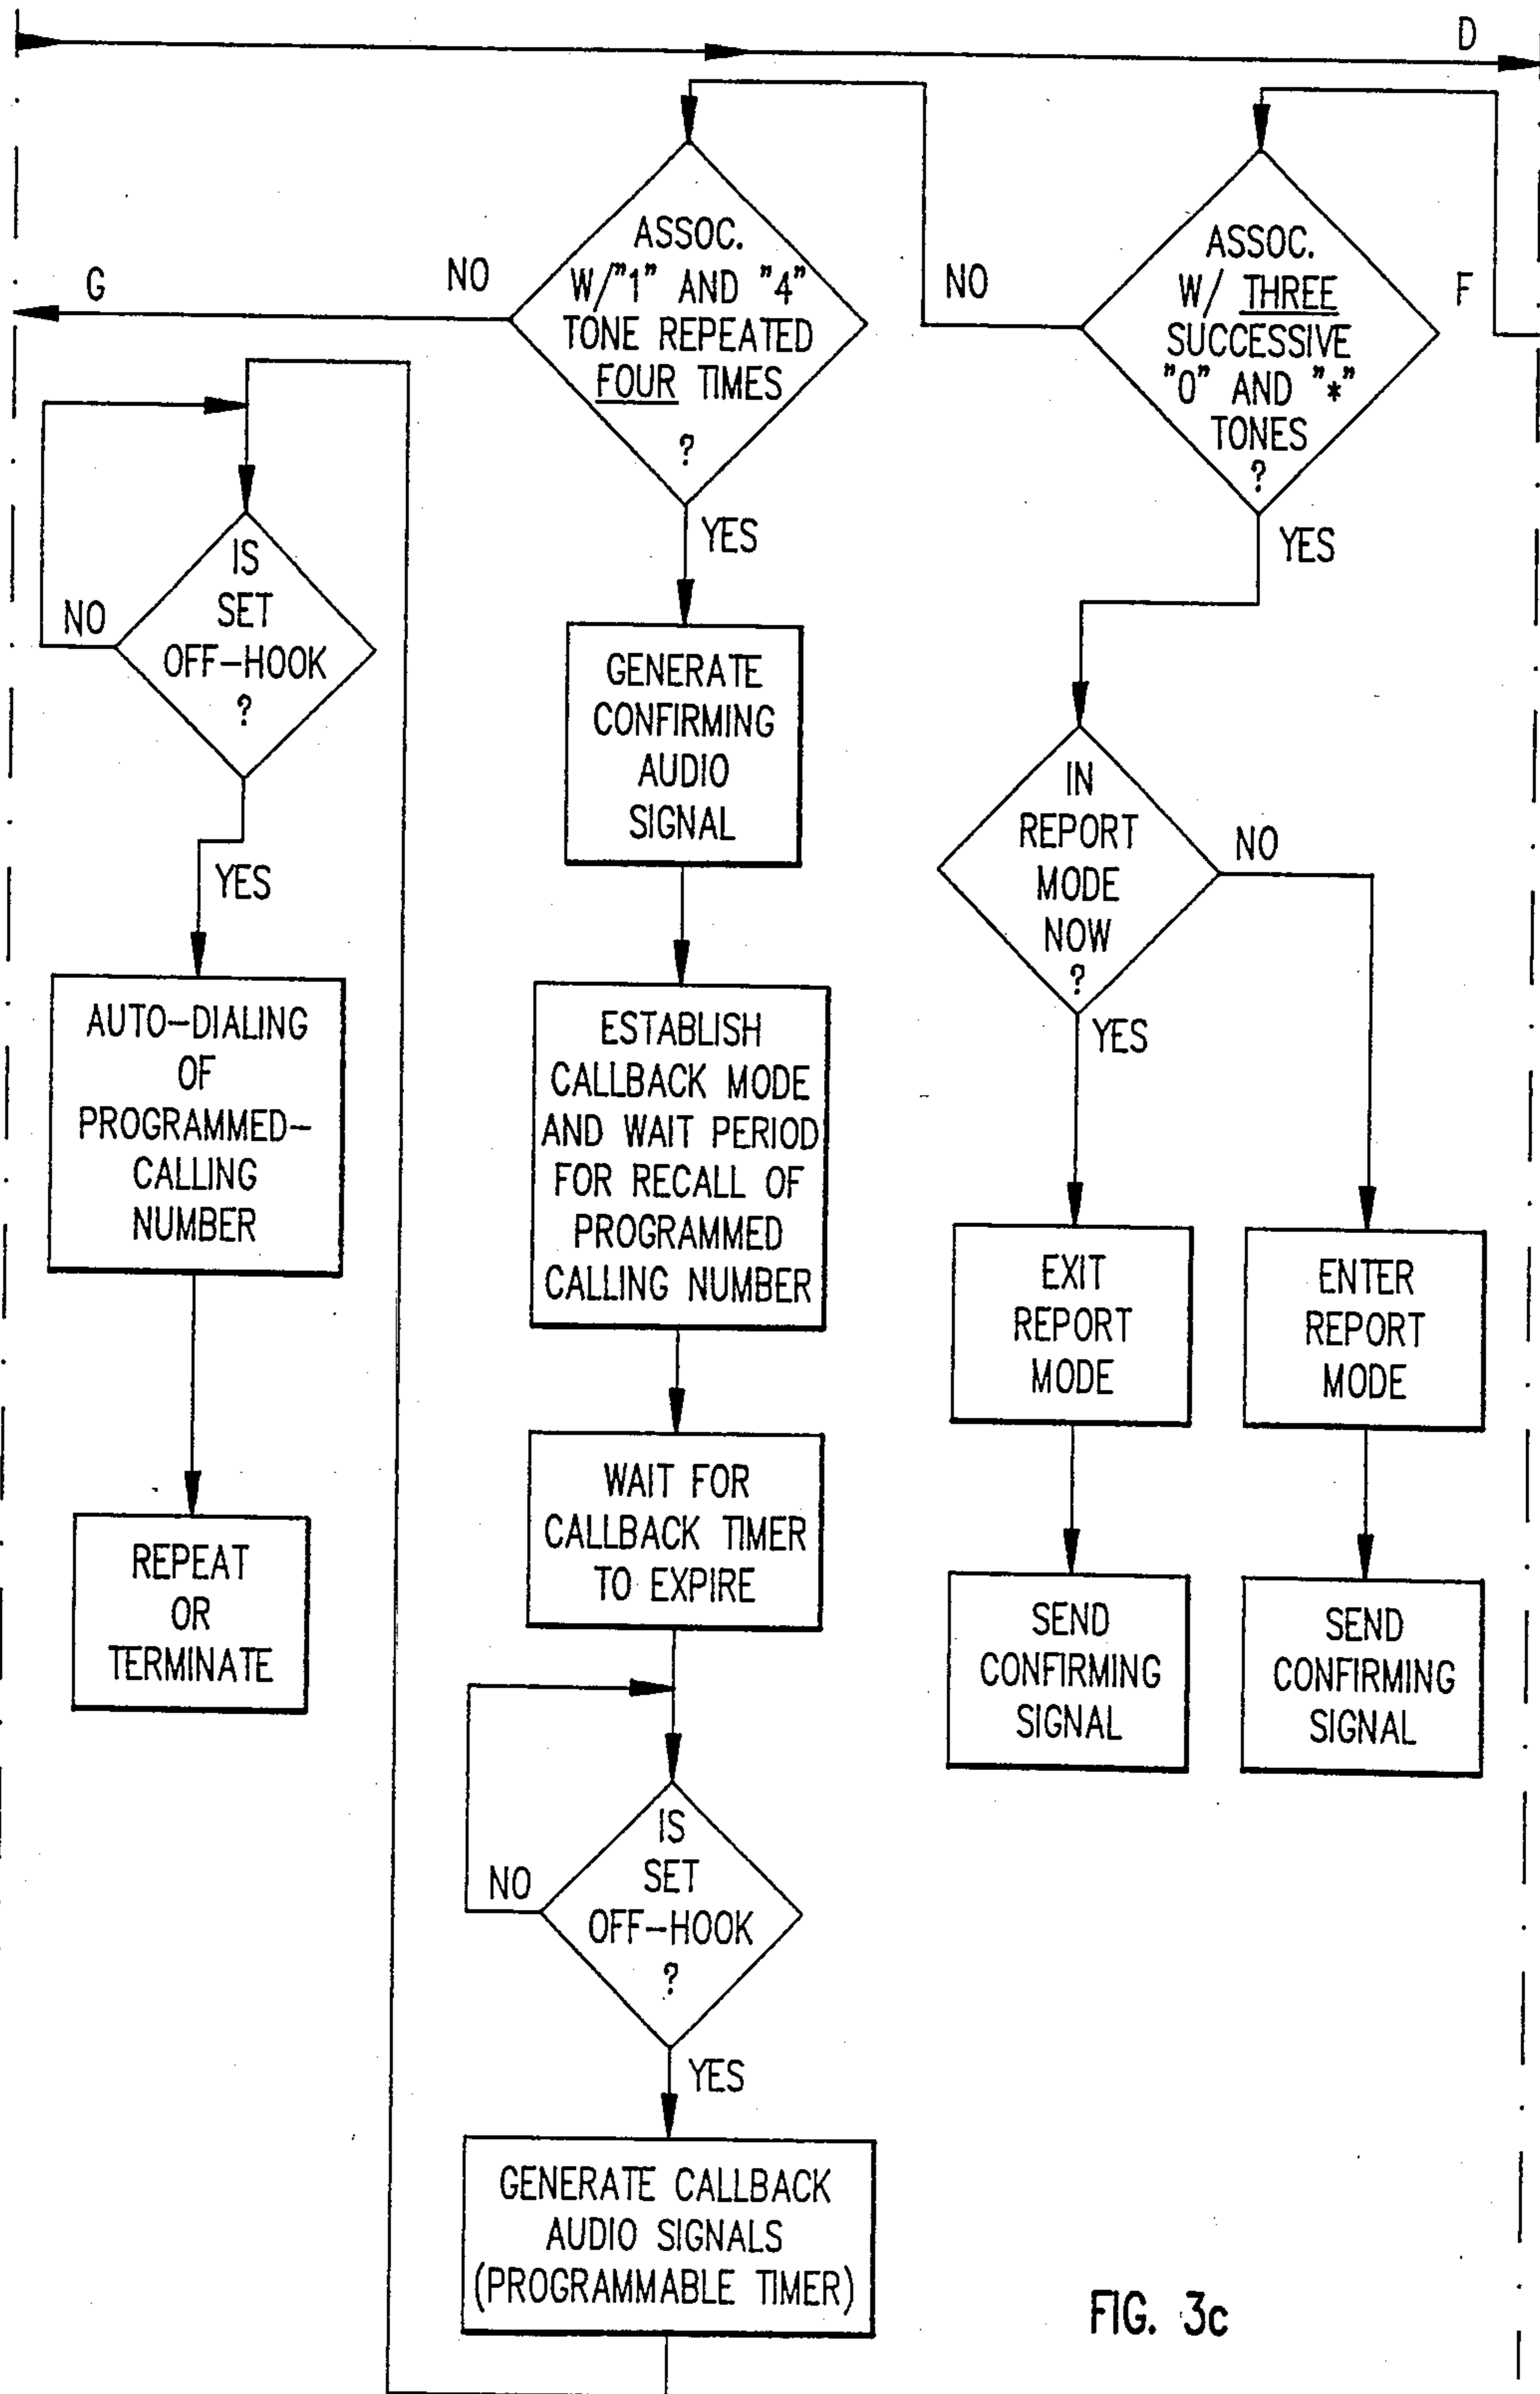 D
G
NO
ASSOC.
W/"1" AND "4"
TONE REPEATED
FOUR TIMES
?
YES
NO
ASSOC.
W/ THREE
SUCCESSIVE
"0" AND "*"
TONES
?
YES
F
IS
SET
OFF-HOOK
?
NO
YES
AUTO-DIALING
OF
PROGRAMMED-
CALLING
NUMBER
REPEAT
OR
TERMINATE
GENERATE
CONFIRMING
AUDIO
SIGNAL
ESTABLISH
CALLBACK MODE
AND WAIT PERIOD
FOR RECALL OF
PROGRAMMED
CALLING NUMBER
WAIT FOR
CALLBACK TIMER
TO EXPIRE
IS
SET
OFF-HOOK
?
NO
YES
GENERATE CALLBACK
AUDIO SIGNALS
(PROGRAMMABLE TIMER)
IN
REPORT
MODE
NOW
?
NO
YES
EXIT
REPORT
MODE
SEND
CONFIRMING
SIGNAL
ENTER
REPORT
MODE
SEND
CONFIRMING
SIGNAL
FIG. 3c